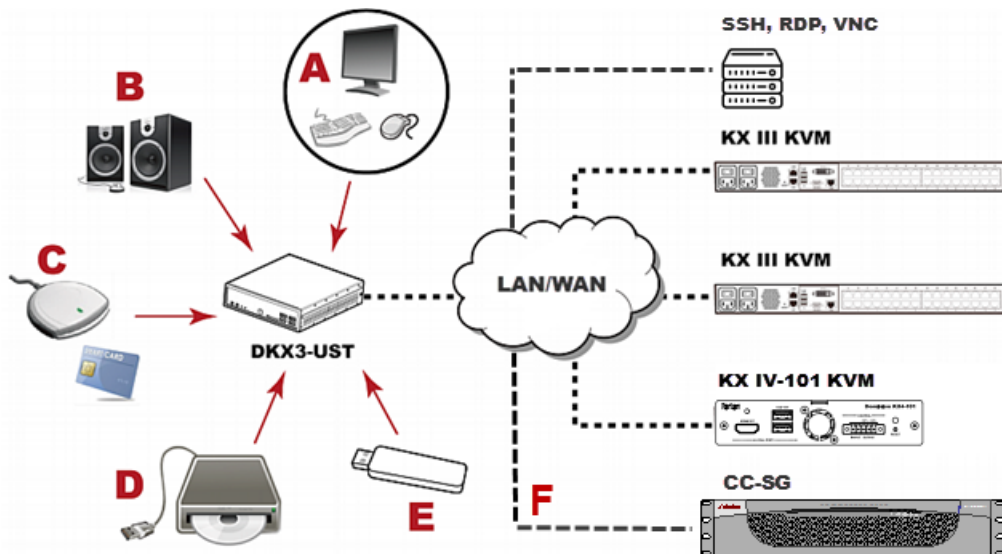 SSH, RDP, VNC
A
B
KX III KVM
C
LAN/WAN
KX III KVM
DKX3-UST
KX IV-101 KVM
D
E
F
CC-SG